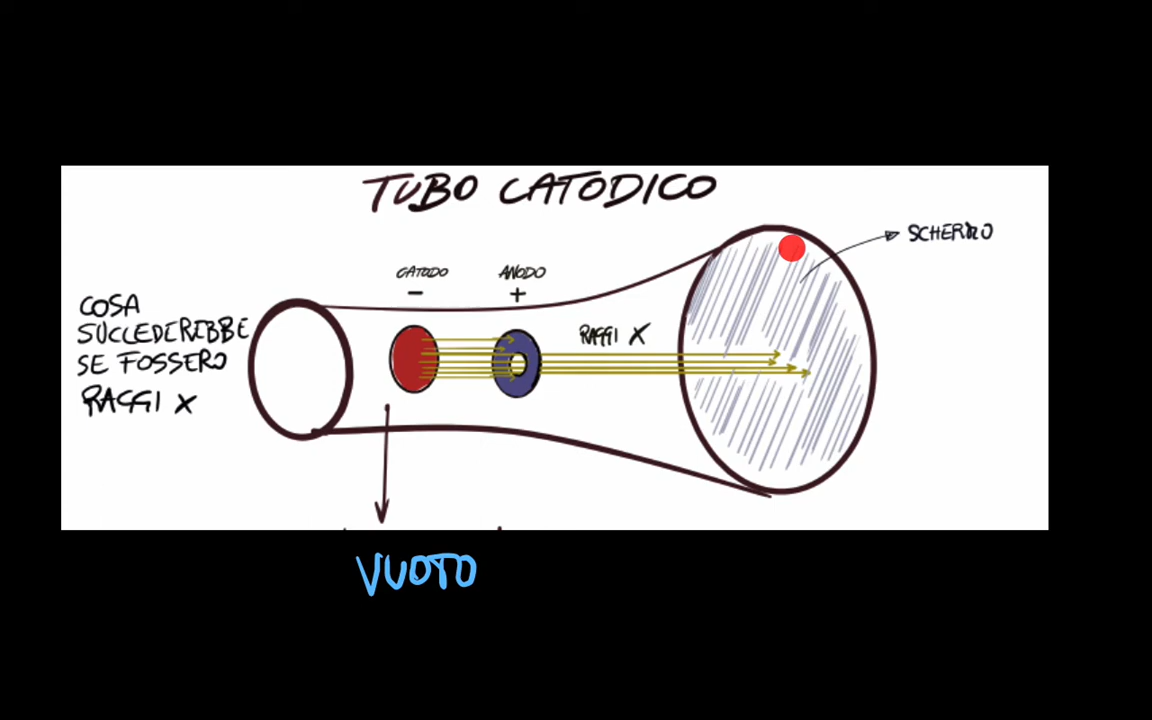 TUBO CATODICO
SCHERMO
CATODO
ANODO
- +
COSA
SUCCEDEREBBE
SE FOSSERO
RAGGI X
RAGGI X
VUOTO